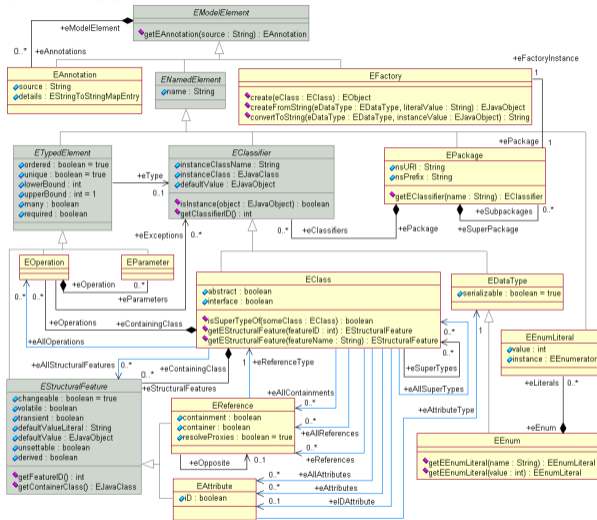 EModelElement
getEAnnotation(source : String) : EAnnotation
+eModelElement
+eAnnotations
0..*
+eFactoryInstance
1
EAnnotation
source : String
details : EStringToStringMapEntry
ENamedElement
name : String
EFactory
create(eClass : EClass) : EObject
createFromString(eDataType : EDataType, literalValue : String) : EJavaObject
convertToString(eDataType : EDataType, instanceValue : EJavaObject) : String
+ePackage
1
ETypedElement
ordered : boolean = true
unique : boolean = true
lowerBound : int
upperBound : int = 1
many : boolean
required : boolean
+eType
0..1
EClassifier
instanceClassName : String
instanceClass : EJavaClass
defaultValue : EJavaObject
isInstance(object : EJavaObject) : boolean
getClassifierID() : int
EPackage
nsURI : String
nsPrefix : String
getEClassifier(name : String) : EClassifier
+eSubpackages
0..*
+eSuperPackage
+eExceptions
0..*
0..*
+eClassifiers
+ePackage
EOperation
EParameter
+eOperation
0..*
0..*
0..*
+eParameters
+eOperations
+eContainingClass
+eAllOperations
EClass
abstract : boolean
interface : boolean
isSuperTypeOf(someClass : EClass) : boolean
getEStructuralFeature(featureID : int) : EStructuralFeature
getEStructuralFeature(featureName : String) : EStructuralFeature
0..*
0..*
+eSuperTypes
+eAllSuperTypes
EDataType
serializable : boolean = true
1
+eAttributeType
EEnumLiteral
value : int
instance : EEnumerator
+eLiterals
0..*
+eEnum
+eAllStructuralFeatures
0..*
+eContainingClass
0..*
+eStructuralFeatures
+eReferenceType
1
EStructuralFeature
changeable : boolean = true
volatile : boolean
transient : boolean
defaultValueLiteral : String
defaultValue : EJavaObject
unsettable : boolean
derived : boolean
getFeatureID() : int
getContainerClass() : EJavaClass
+eAllContainments
0..*
+eAllReferences
0..*
+eReferences
0..*
EReference
containment : boolean
container : boolean
resolveProxies : boolean = true
+eOpposite
0..1
+eAllAttributes
0..*
+eAttributes
0..*
+eIDAttribute
0..1
EAttribute
iD : boolean
EEnum
getEEnumLiteral(name : String) : EEnumLiteral
getEEnumLiteral(value : int) : EEnumLiteral